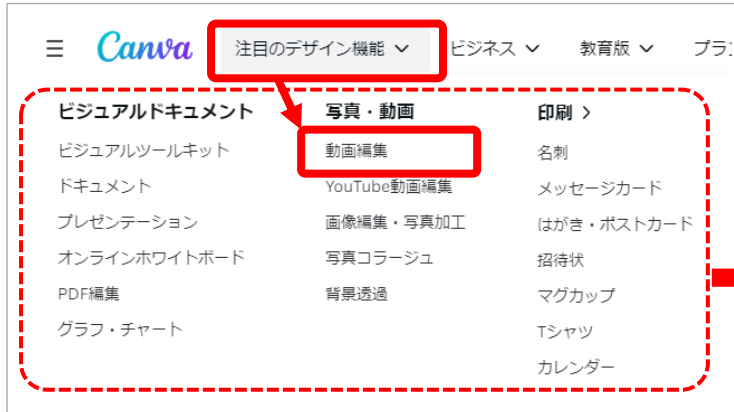 Canva 注目のデザイン機能 ビジネス 教育版 プラン
ビジュアルドキュメント
ビジュアルツールキット
ドキュメント
プレゼンテーション
オンラインホワイトボード
PDF編集
グラフ・チャート
写真・動画
動画編集
YouTube動画編集
画像編集・写真加工
写真コラージュ
背景透過
印刷 >
名刺
メッセージカード
はがき・ポストカード
招待状
マグカップ
Tシャツ
カレンダー